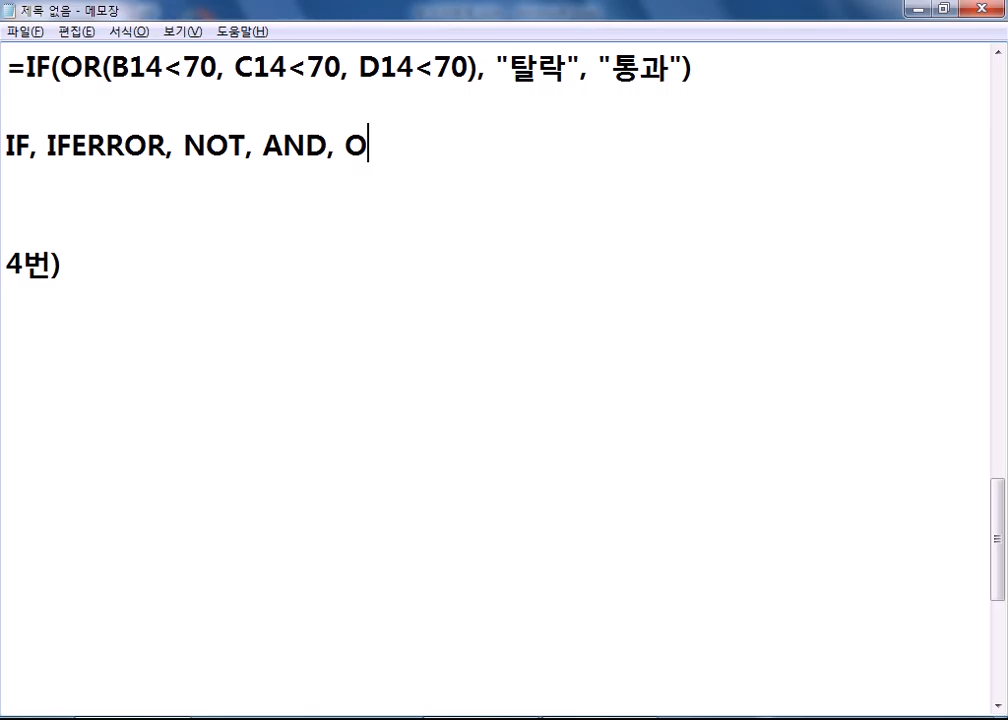 제목 없음 - 메모장
파일(F) 편집(E) 서식(O) 보기(V) 도움말(H)
=IF(OR(B14<70, C14<70, D14<70), "탈락", "통과")
IF, IFERROR, NOT, AND, O
4번)